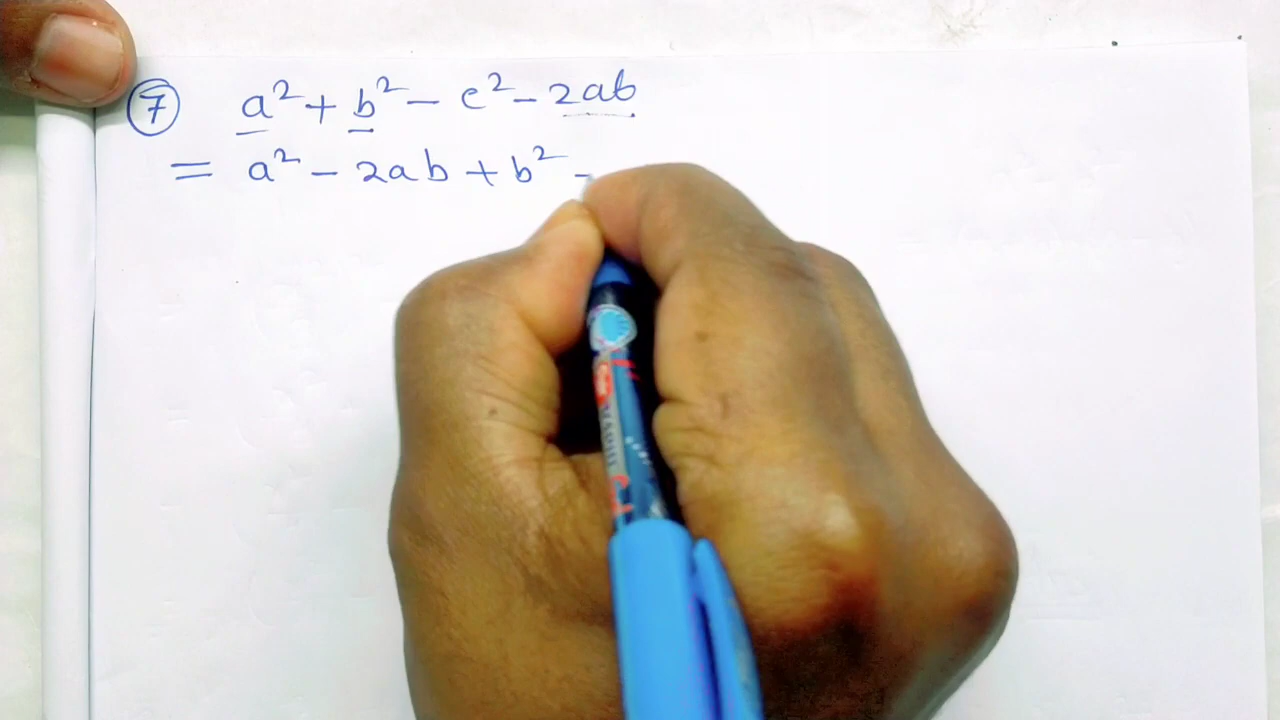 ⑦ a² + b² - c² - 2ab
= a² - 2ab + b² -